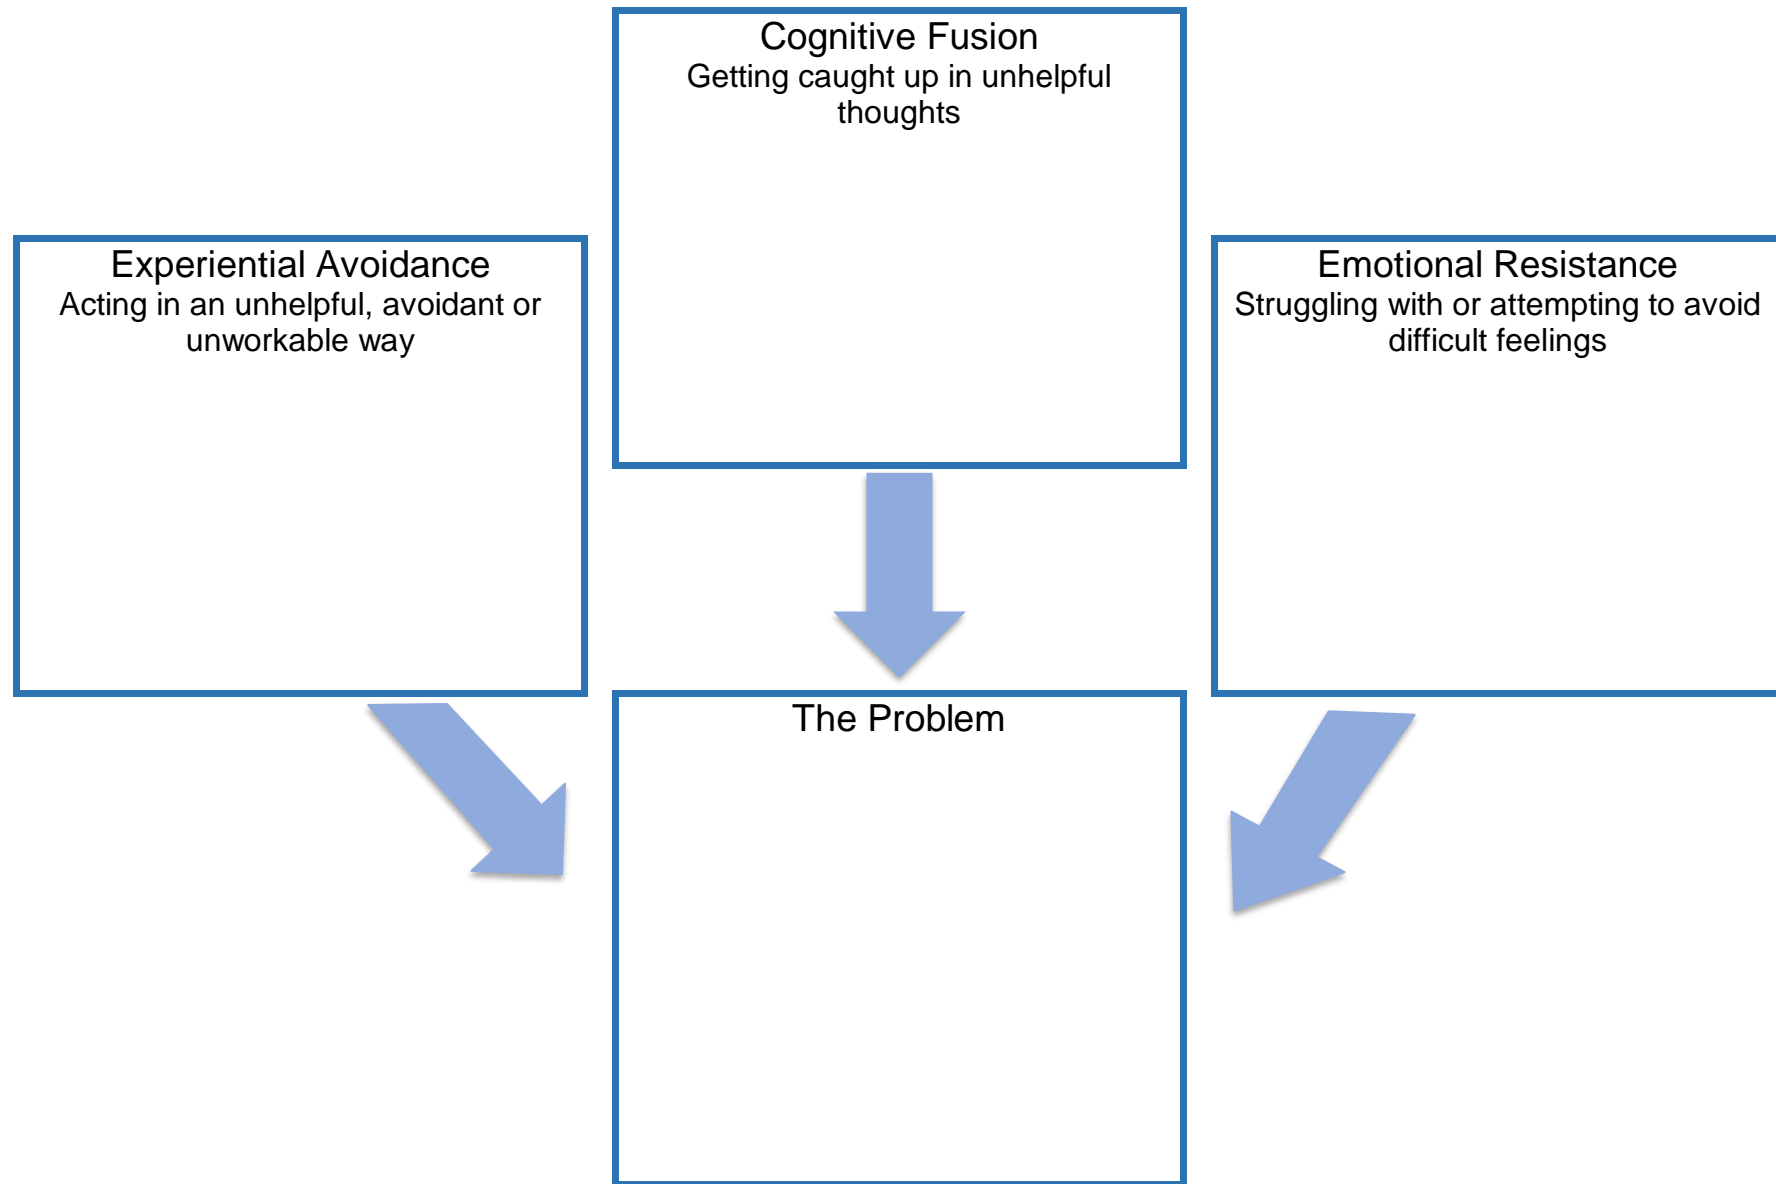 Cognitive Fusion
Getting caught up in unhelpful
thoughts
Experiential Avoidance
Acting in an unhelpful, avoidant or
unworkable way
Emotional Resistance
Struggling with or attempting to avoid
difficult feelings
The Problem